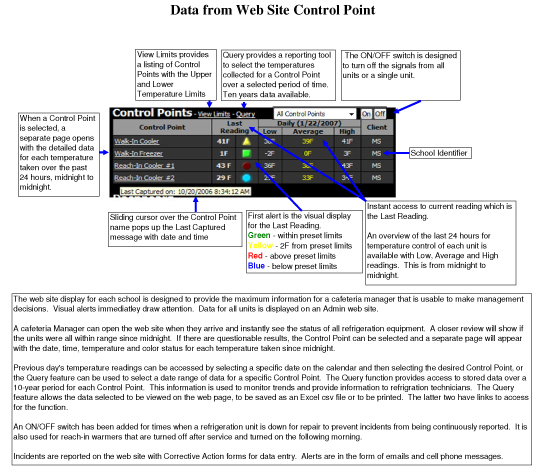 Data from Web Site Control Point
View Limits provides
a listing of Control
Points with the Upper
and Lower
Temperature Limits
Query provides a reporting tool
to select the temperatures
collected for a Control Point
over a selected period of time.
Ten years data available.
The ON/OFF switch is designed
to turn off the signals from all
units or a single unit.
When a Control Point
is selected, a
separate page opens
with the detailed data
for each temperature
taken over the past
24 hours, midnight to
midnight.
Control Points - View Limits - Query
All Control Points
On Off
Control Point Last Reading Daily (1/22/2007) Client
Low Average High
Walk-In Cooler 41F 39F 41F MS
Walk-In Freezer 1F -2F 0F 3F MS
Reach-In Cooler #1 43 F 36F 43F MS
Reach-In Cooler #2 29 F 33F MS
Last Captured on: 10/20/2006 8:34:12 AM
School Identifier
Sliding cursor over the Control Point
name pops up the Last Captured
message with date and time
First alert is the visual display
for the Last Reading.
Green - within preset limits
Yellow - 2F from preset limits
Red - above preset limits
Blue - below preset limits
Instant access to current reading which is
the Last Reading.
An overview of the last 24 hours for
temperature control of each unit is
available with Low, Average and High
readings. This is from midnight to
midnight.
The web site display for each school is designed to provide the maximum information for a cafeteria manager that is usable to make management
decisions. Visual alerts immediatley draw attention. Data for all units is displayed on an Admin web site.
A cafeteria Manager can open the web site when they arrive and instantly see the status of all refrigeration equipment. A closer review will show if
the units were all within range since midnight. If there are questionable results, the Control Point can be selected and a separate page will appear
with the date, time, temperature and color status for each temperature taken since midnight.
Previous day's temperature readings can be accessed by selecting a specific date on the calendar and then selecting the desired Control Point, or
the Query feature can be used to select a date range of data for a specific Control Point. The Query function provides access to stored data over a
10-year period for each Control Point. This information is used to monitor trends and provide information to refrigeration technicians. The Query
feature allows the data selected to be viewed on the web page, to be saved as an Excel csv file or to be printed. The latter two have links to access
for the function.
An ON/OFF switch has been added for times when a refrigeration unit is down for repair to prevent incidents from being continuously reported. It is
also used for reach-in warmers that are turned off after service and turned on the following morning.
Incidents are reported on the web site with Corrective Action forms for data entry. Alerts are in the form of emails and cell phone messages.